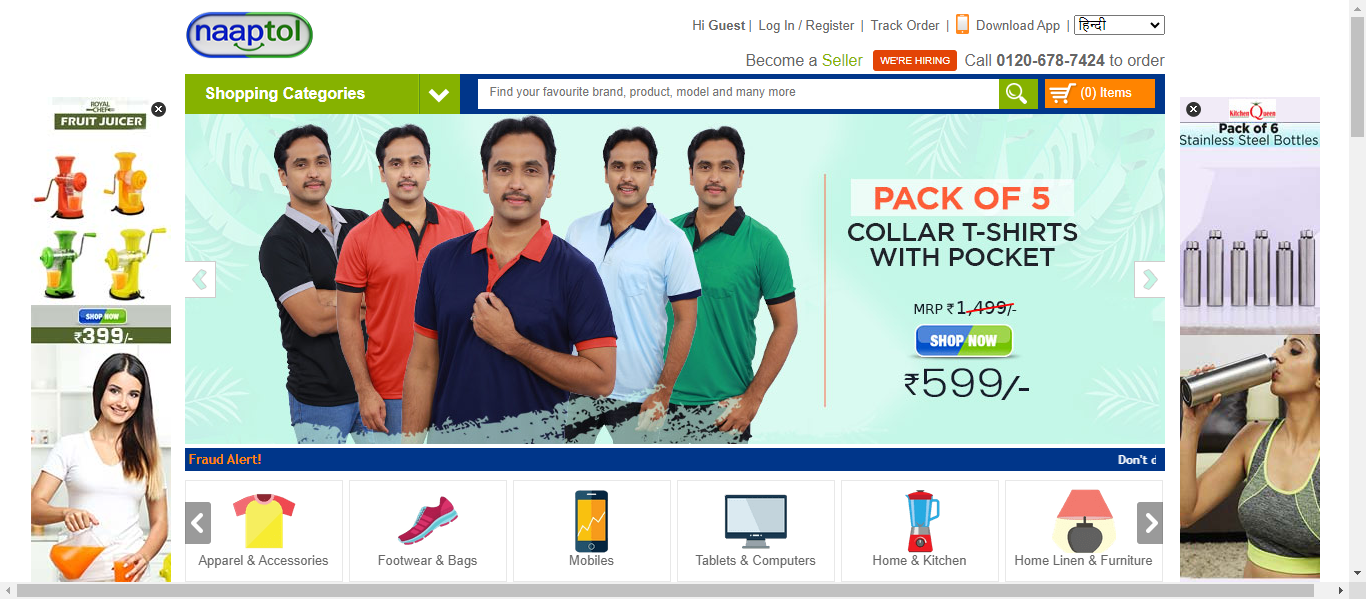 naaptol
Hi Guest | Log In / Register | Track Order | Download App | हिन्दी
Become a Seller WE'RE HIRING Call 0120-678-7424 to order
Shopping Categories
Find your favourite brand, product, model and many more
(0) Items
ROYAL
CHEF
FRUIT JUICER
SHOP NOW
₹399/-
PACK OF 5
COLLAR T-SHIRTS
WITH POCKET
MRP ₹1,499/-
SHOP NOW
₹599/-
Kitchen Queen
Pack of 6
Stainless Steel Bottles
Fraud Alert!
Don't d
Apparel & Accessories
Footwear & Bags
Mobiles
Tablets & Computers
Home & Kitchen
Home Linen & Furniture